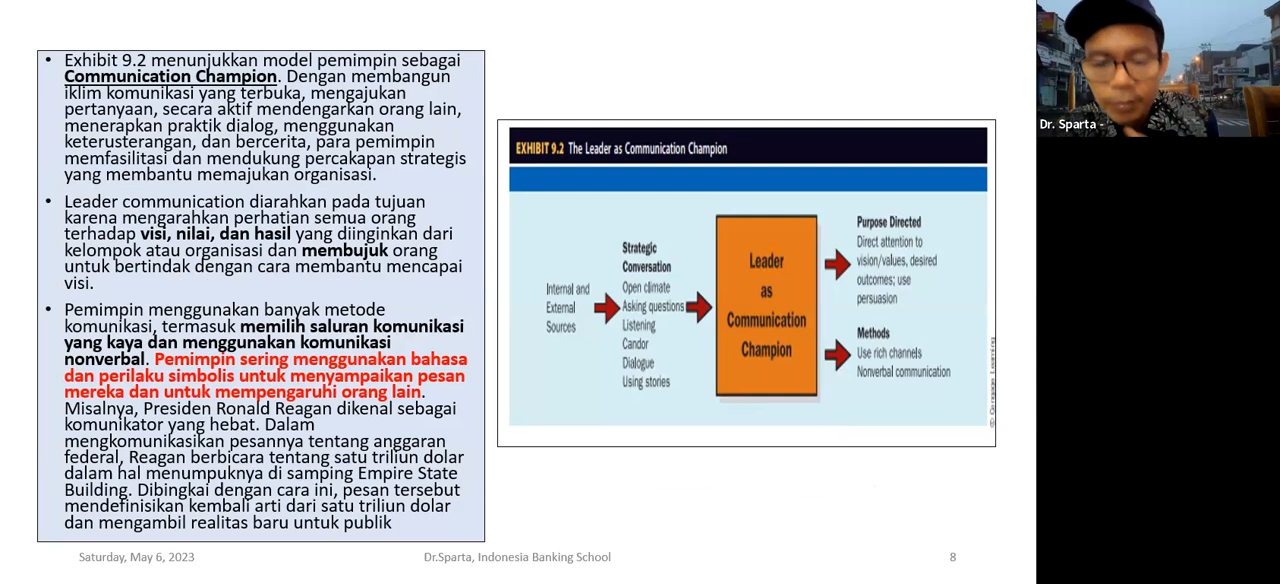 • Exhibit 9.2 menunjukkan model pemimpin sebagai
Communication Champion. Dengan membangun
iklim komunikasi yang terbuka, mengajukan
pertanyaan, secara aktif mendengarkan orang lain,
menerapkan praktik dialog, menggunakan
keterusterangan, dan bercerita, para pemimpin
memfasilitasi dan mendukung percakapan strategis
yang membantu memajukan organisasi.
• Leader communication diarahkan pada tujuan
karena mengarahkan perhatian semua orang
terhadap visi, nilai, dan hasil yang diinginkan dari
kelompok atau organisasi dan membujuk orang
untuk bertindak dengan cara membantu mencapai
visi.
• Pemimpin menggunakan banyak metode
komunikasi, termasuk memilih saluran komunikasi
yang kaya dan menggunakan komunikasi
nonverbal. Pemimpin sering menggunakan bahasa
dan perilaku simbolis untuk menyampaikan pesan
mereka dan untuk mempengaruhi orang lain.
Misalnya, Presiden Ronald Reagan dikenal sebagai
komunikator yang hebat. Dalam
mengkomunikasikan pesannya tentang anggaran
federal, Reagan berbicara tentang satu triliun dolar
dalam hal menumpuknya di samping Empire State
Building. Dibingkai dengan cara ini, pesan tersebut
mendefinisikan kembali arti dari satu triliun dolar
dan mengambil realitas baru untuk publik
EXHIBIT 9.2 The Leader as Communication Champion
Internal and
External
Sources
Strategic
Conversation
Open climate
Asking questions
Listening
Candor
Dialogue
Using stories
Leader
as
Communication
Champion
Purpose Directed
Direct attention to
vision/values, desired
outcomes; use
persuasion
Methods
Use rich channels
Nonverbal communication
© Cengage Learning
Saturday, May 6, 2023
Dr.Sparta, Indonesia Banking School
8
Dr. Sparta -